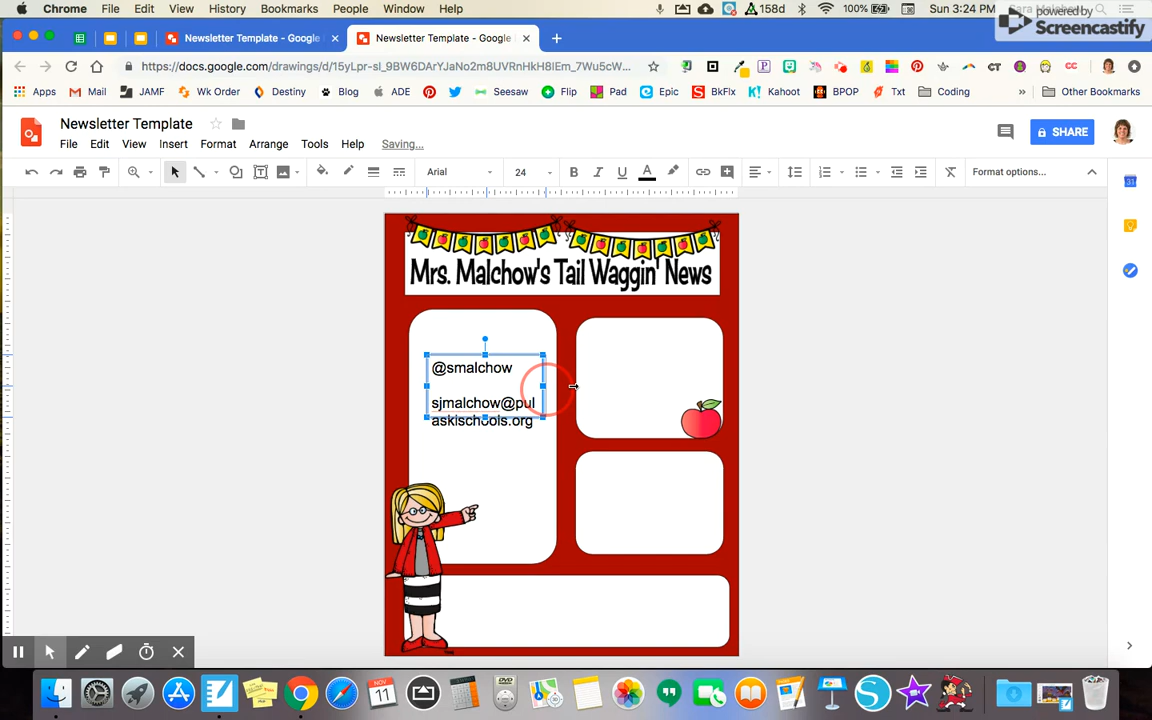 Chrome File Edit View History Bookmarks People Window Help 158d 100% Sun 3:24 PM
powered by
Screencastify
Newsletter Template - Google Newsletter Template - Google
https://docs.google.com/drawings/d/15yLpr-sl_9BW6DArYJaNo2m8UVRnHkH8IEm_7Wu5cW...
Apps Mail JAMF Wk Order Destiny Blog ADE Seesaw Flip Pad Epic BkFlx Kahoot BPOP Txt Coding » Other Bookmarks
Newsletter Template
SHARE
File Edit View Insert Format Arrange Tools Help Saving...
Arial 24 B I U A Format options...
31
Mrs. Malchow's Tail Waggin' News
@smalchow
sjmalchow@pul
askischools.org
NOV
11